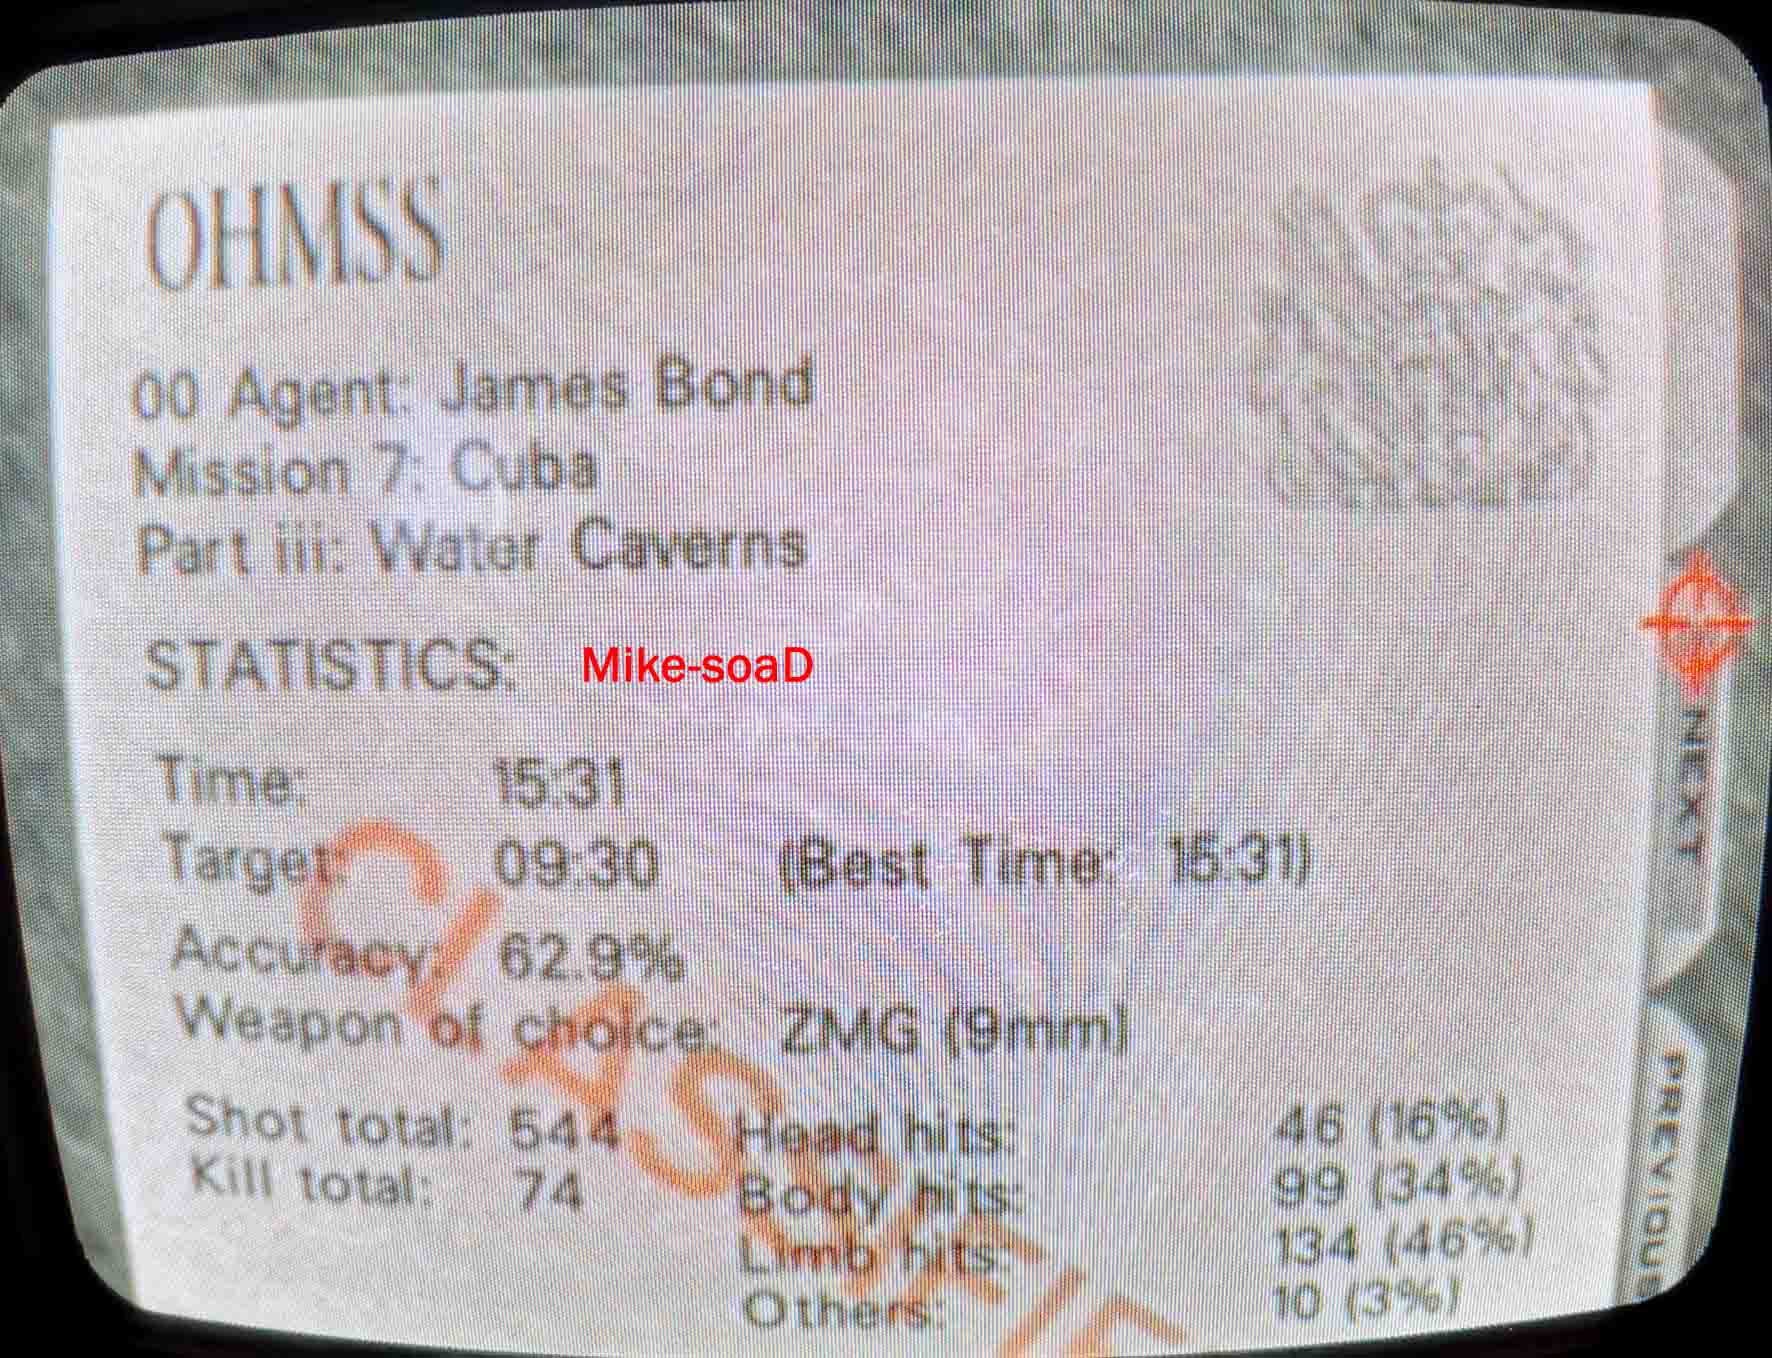 OHMSS
00 Agent: James Bond
Mission 7: Cuba
Part iii: Water Caverns
STATISTICS:
Mike-soaD
Time: 15:31
Target: 09:30 (Best Time: 15:31)
Accuracy: 62.9%
Weapon of choice: ZMG (9mm)
Shot total: 544 Head hits: 46 (16%)
Kill total: 74 Body hits: 99 (34%)
Limb hits: 134 (46%)
Others: 10 (3%)
CLASSIFIE
NEXT
PREVIOUS